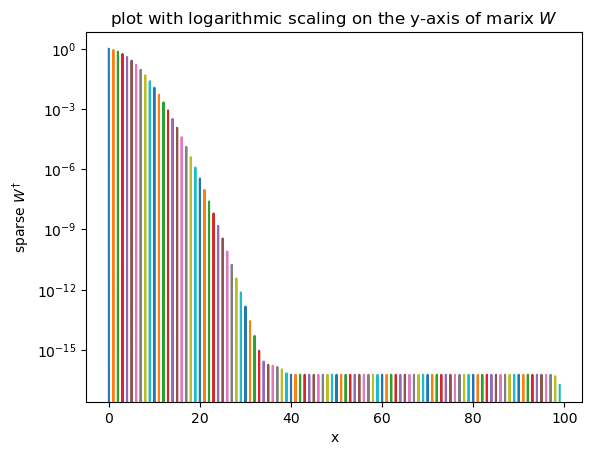 plot with logarithmic scaling on the y-axis of marix W
10⁰
10⁻³
10⁻⁶
10⁻⁹
10⁻¹²
10⁻¹⁵
sparse W†
0 20 40 60 80 100
x